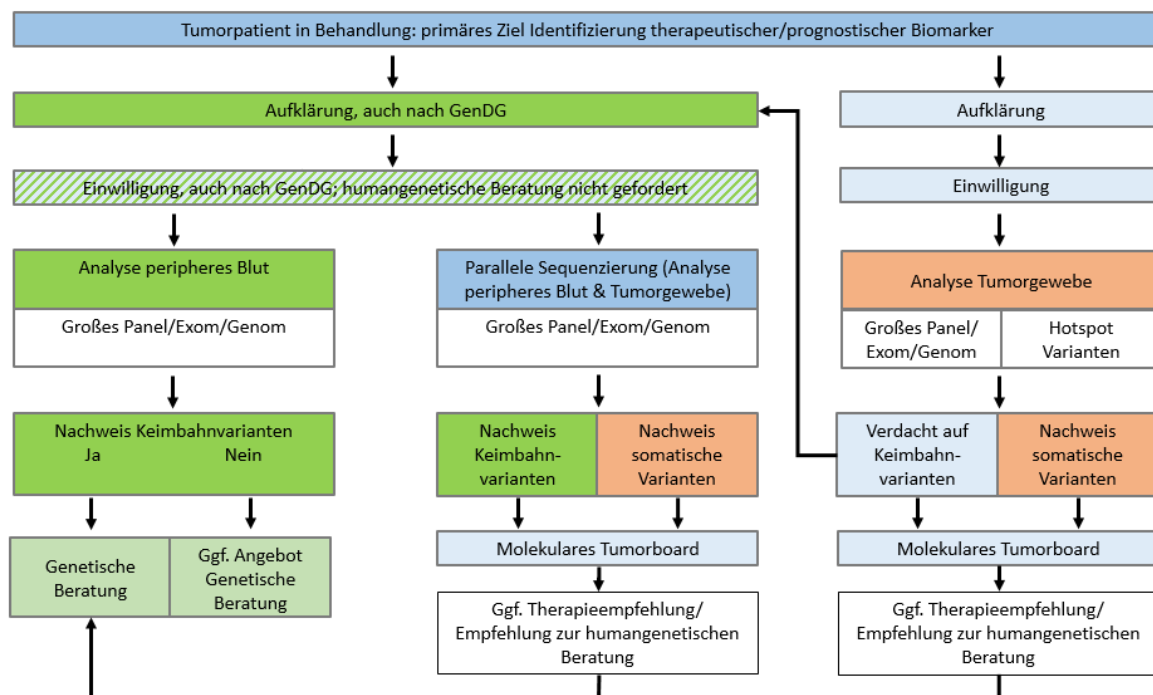 Tumorpatient in Behandlung: primäres Ziel Identifizierung therapeutischer/prognostischer Biomarker
Aufklärung, auch nach GenDG
Aufklärung
Einwilligung, auch nach GenDG; humangenetische Beratung nicht gefordert
Einwilligung
Analyse peripheres Blut
Großes Panel/Exom/Genom
Parallele Sequenzierung (Analyse
peripheres Blut & Tumorgewebe)
Großes Panel/Exom/Genom
Analyse Tumorgewebe
Großes Panel/
Exom/Genom
Hotspot
Varianten
Nachweis Keimbahnvarianten
Ja Nein
Nachweis
Keimbahn-
varianten
Nachweis
somatische
Varianten
Verdacht auf
Keimbahn-
varianten
Nachweis
somatische
Varianten
Genetische
Beratung
Ggf. Angebot
Genetische
Beratung
Molekulares Tumorboard
Molekulares Tumorboard
Ggf. Therapieempfehlung/
Empfehlung zur humangenetischen
Beratung
Ggf. Therapieempfehlung/
Empfehlung zur humangenetischen
Beratung